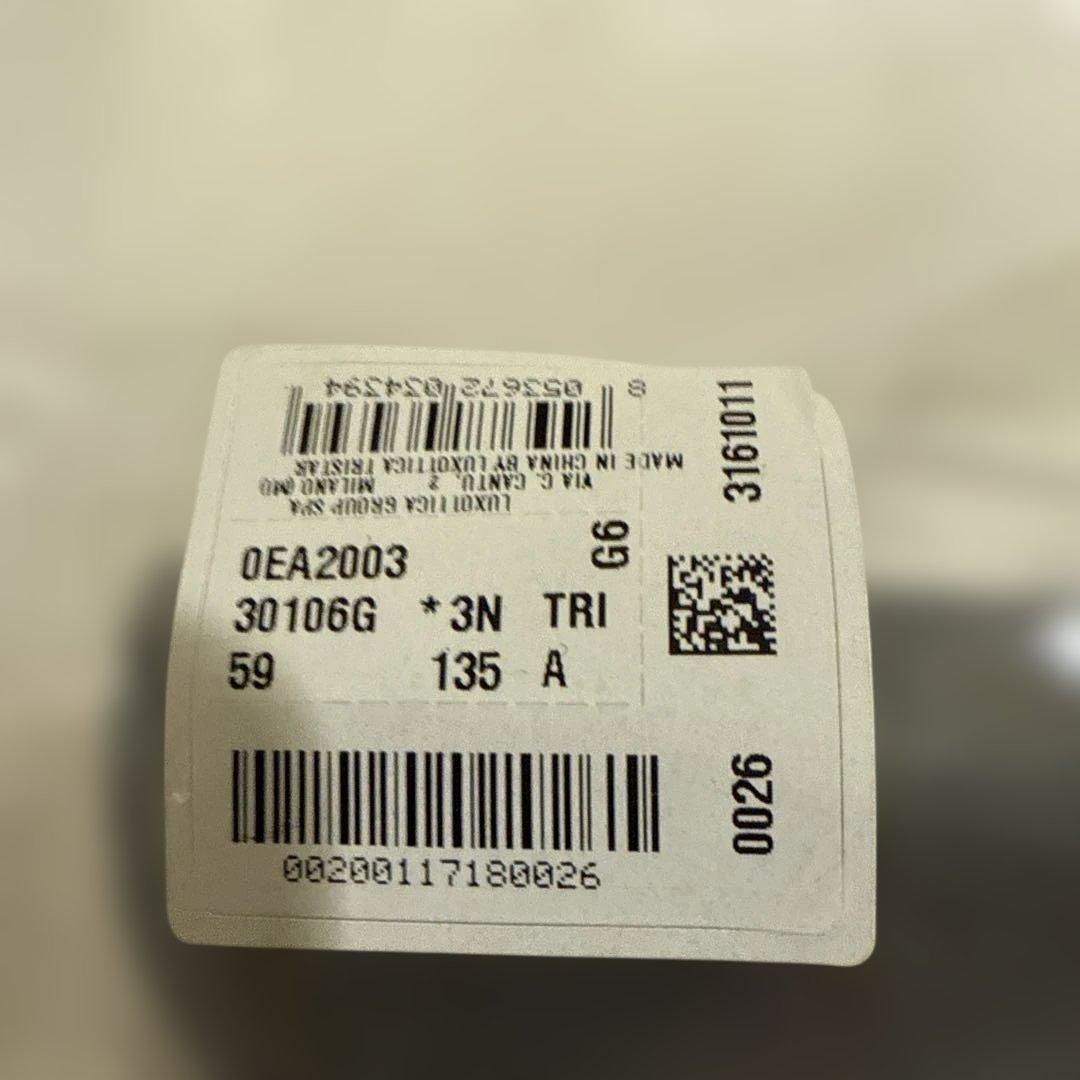 8 053672 034394
MADE IN CHINA BY LUXOTTICA TRISTAR
VIA C. CANTU, 2 MILANO (MI)
LUXOTTICA GROUP SPA
3161011
G6
0EA2003
30106G *3N TRI
59 135 A
0026
00200117180026